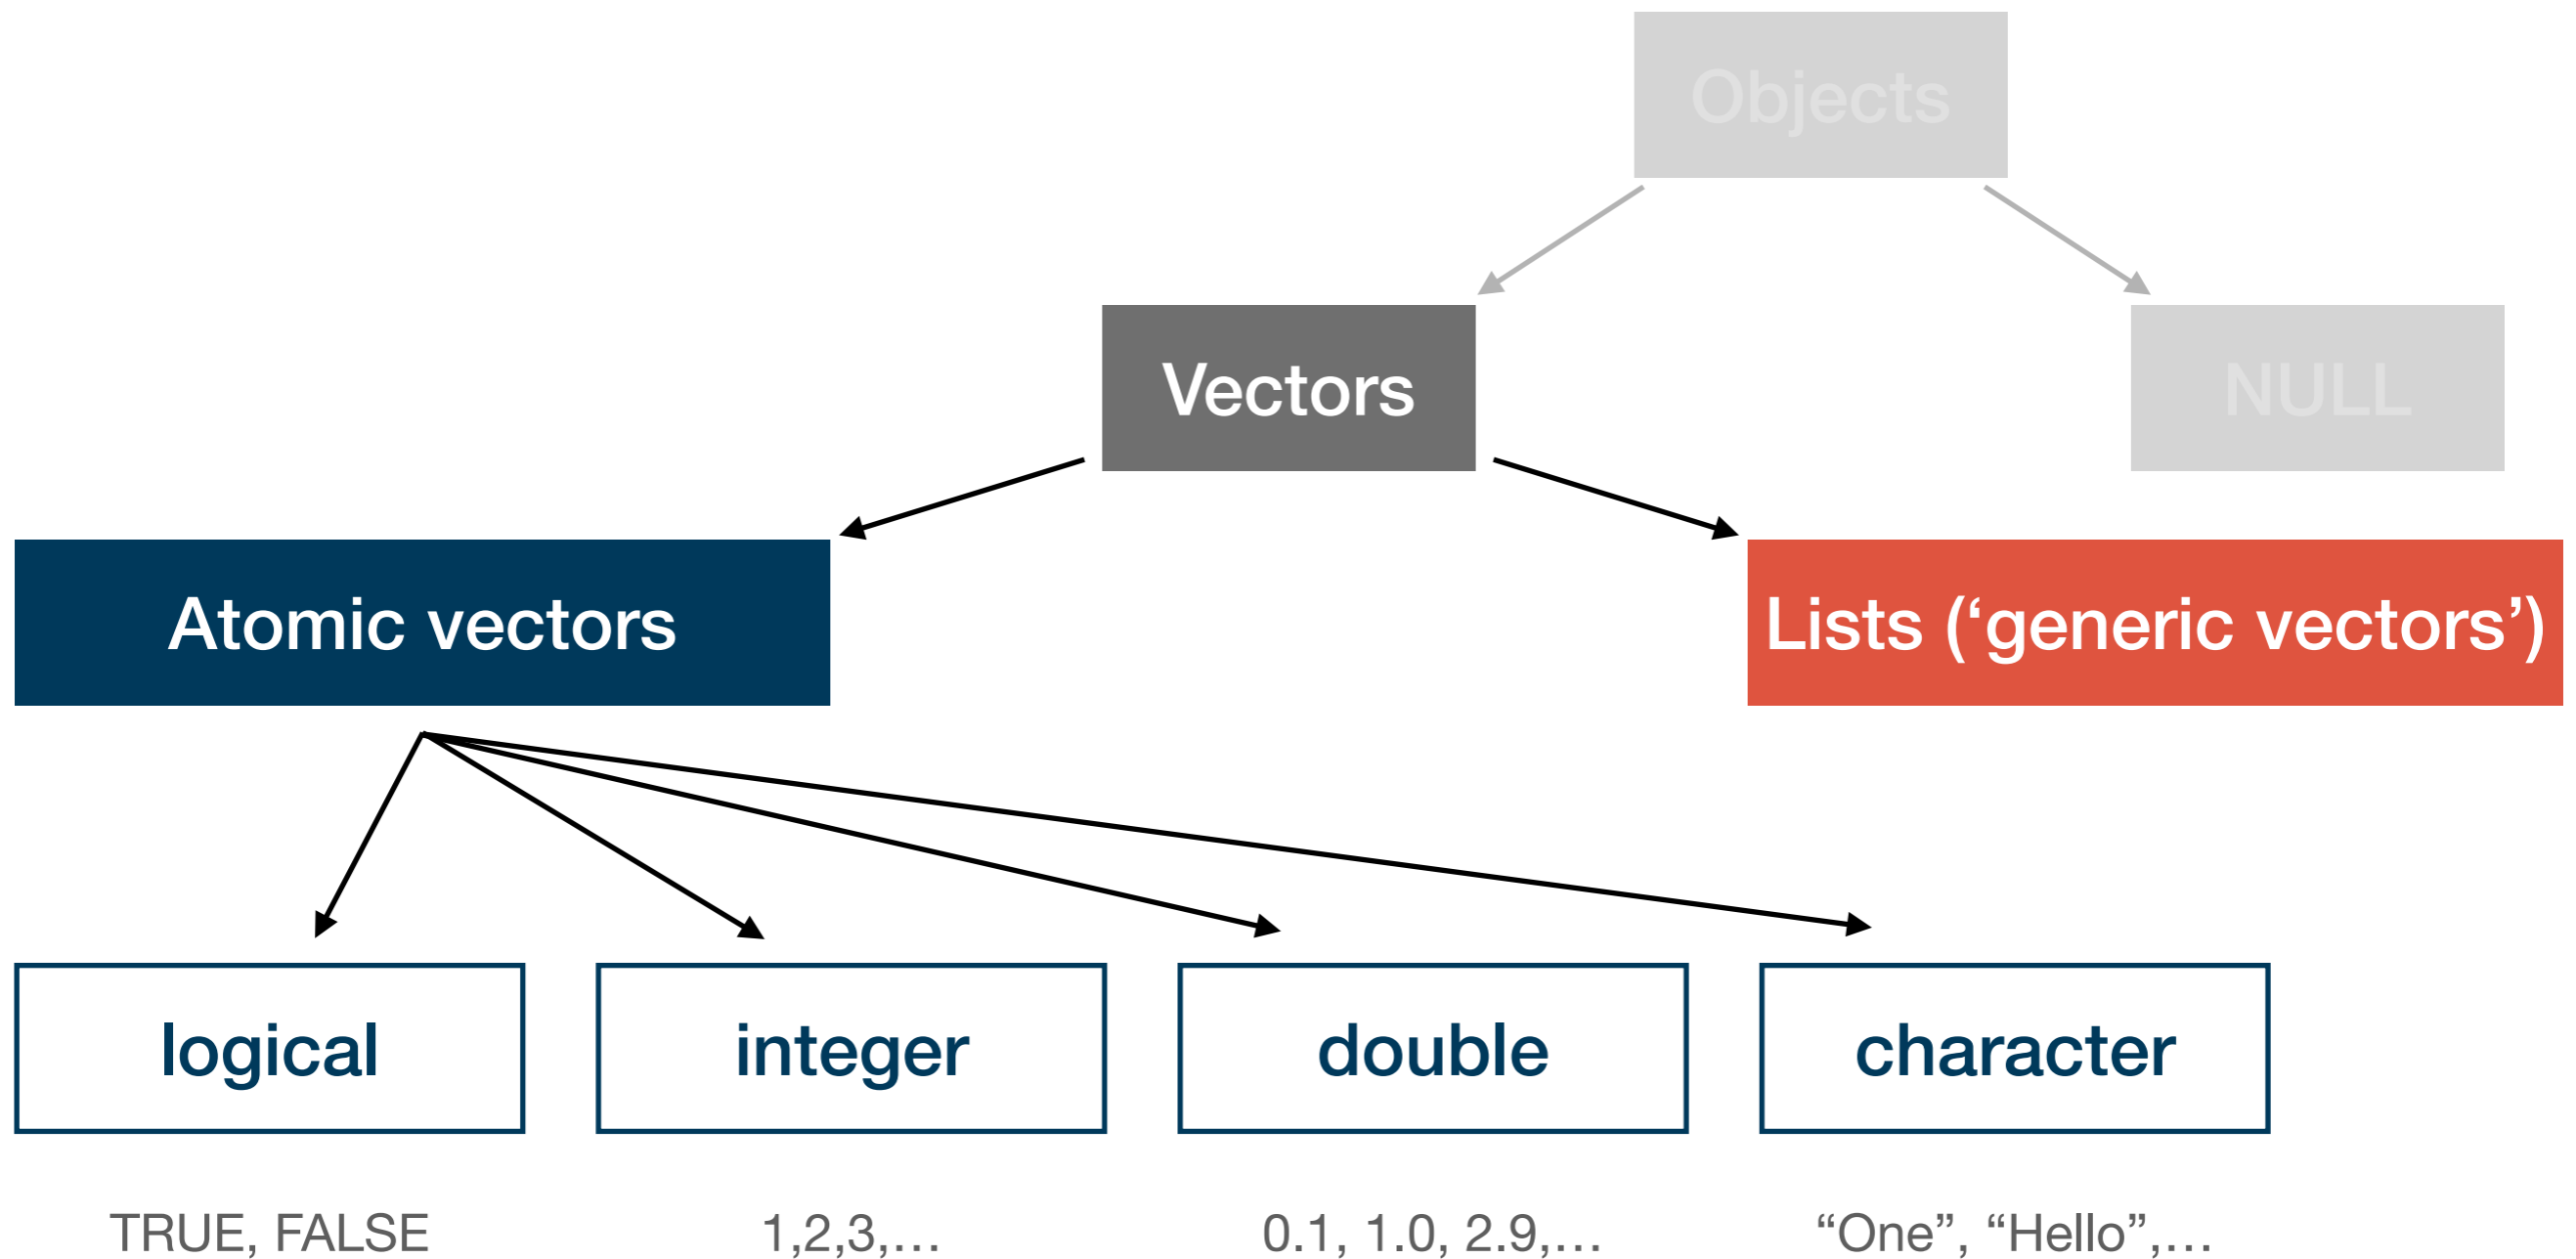 Objects
Vectors
NULL
Atomic vectors
Lists (‘generic vectors’)
logical
integer
double
character
TRUE, FALSE
1,2,3,…
0.1, 1.0, 2.9,…
“One”, “Hello”,…